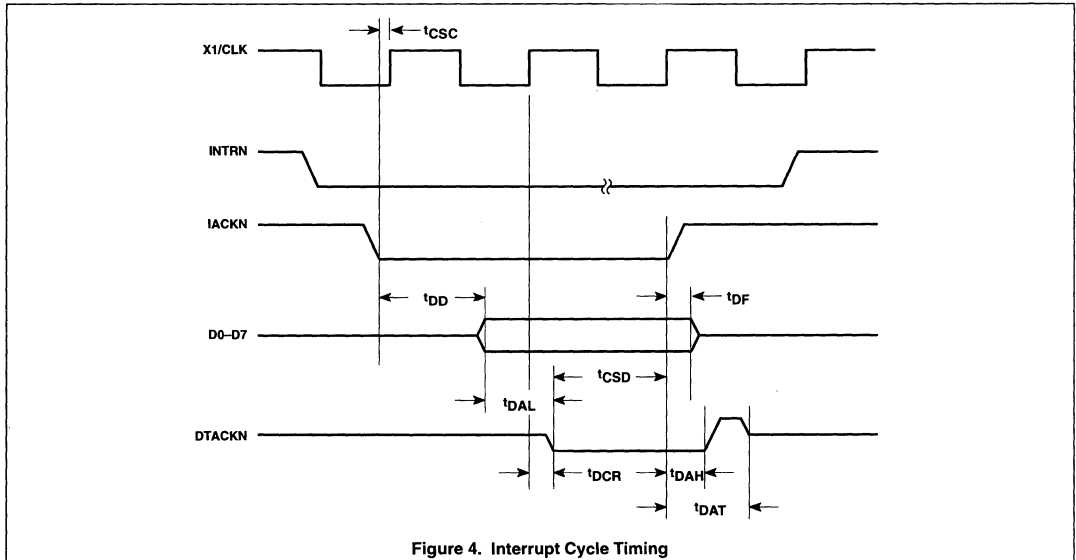 tCSC
X1/CLK
INTRN
IACKN
tDD
tDF
D0–D7
tCSD
tDAL
DTACKN
tDCR
tDAH
tDAT
Figure 4. Interrupt Cycle Timing